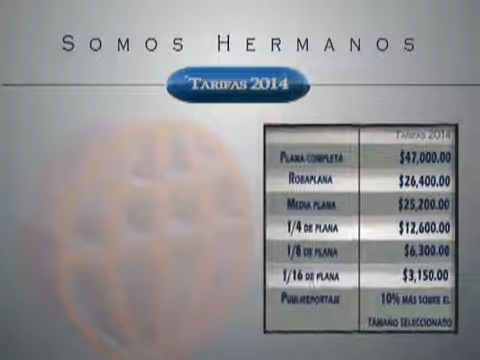 SOMOS HERMANOS
TARIFAS 2014
TARIFAS 2014
PLANA COMPLETA $47,000.00
ROBAPLANA $26,400.00
MEDIA PLANA $25,200.00
1/4 DE PLANA $12,600.00
1/8 DE PLANA $6,300.00
1/16 DE PLANA $3,150.00
PUBLIREPORTAJE 10% MÁS SOBRE EL
TAMAÑO SELECCIONADO